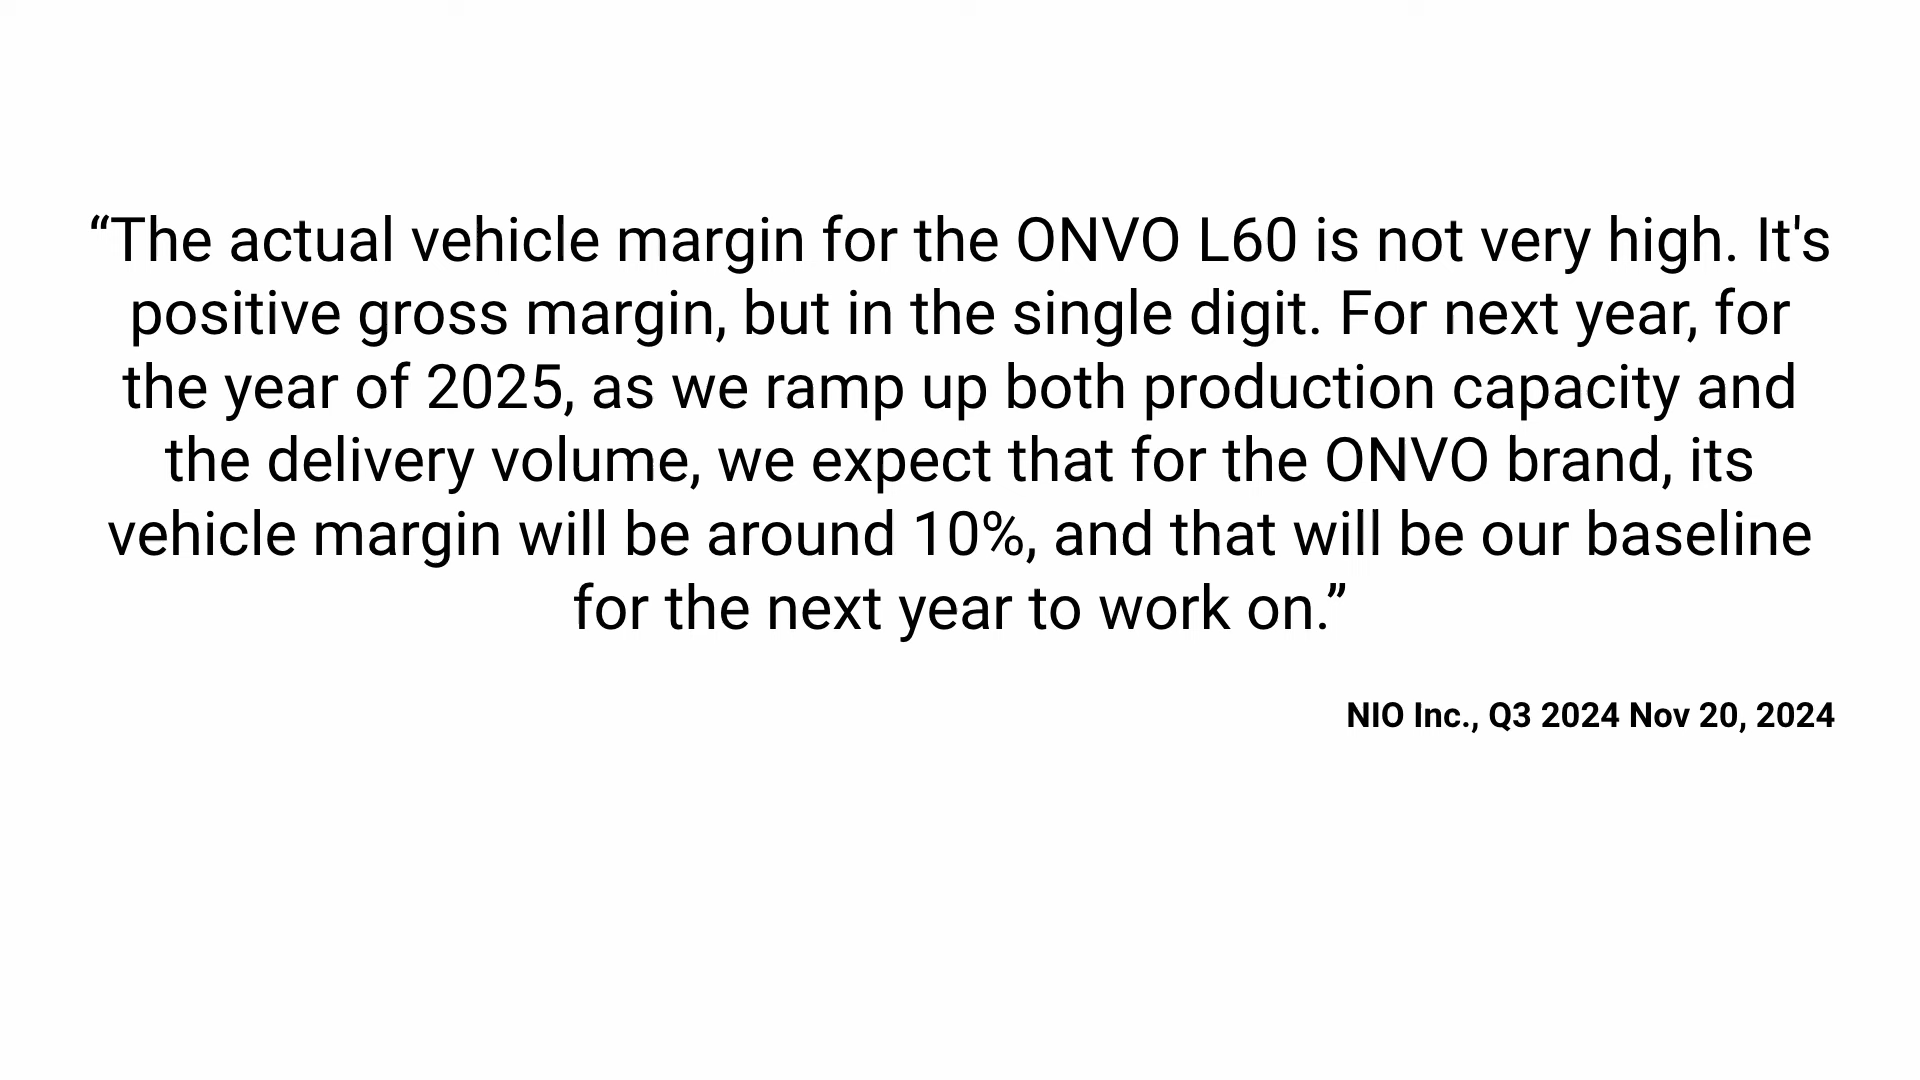 “The actual vehicle margin for the ONVO L60 is not very high. It's
positive gross margin, but in the single digit. For next year, for
the year of 2025, as we ramp up both production capacity and
the delivery volume, we expect that for the ONVO brand, its
vehicle margin will be around 10%, and that will be our baseline
for the next year to work on.”
NIO Inc., Q3 2024 Nov 20, 2024